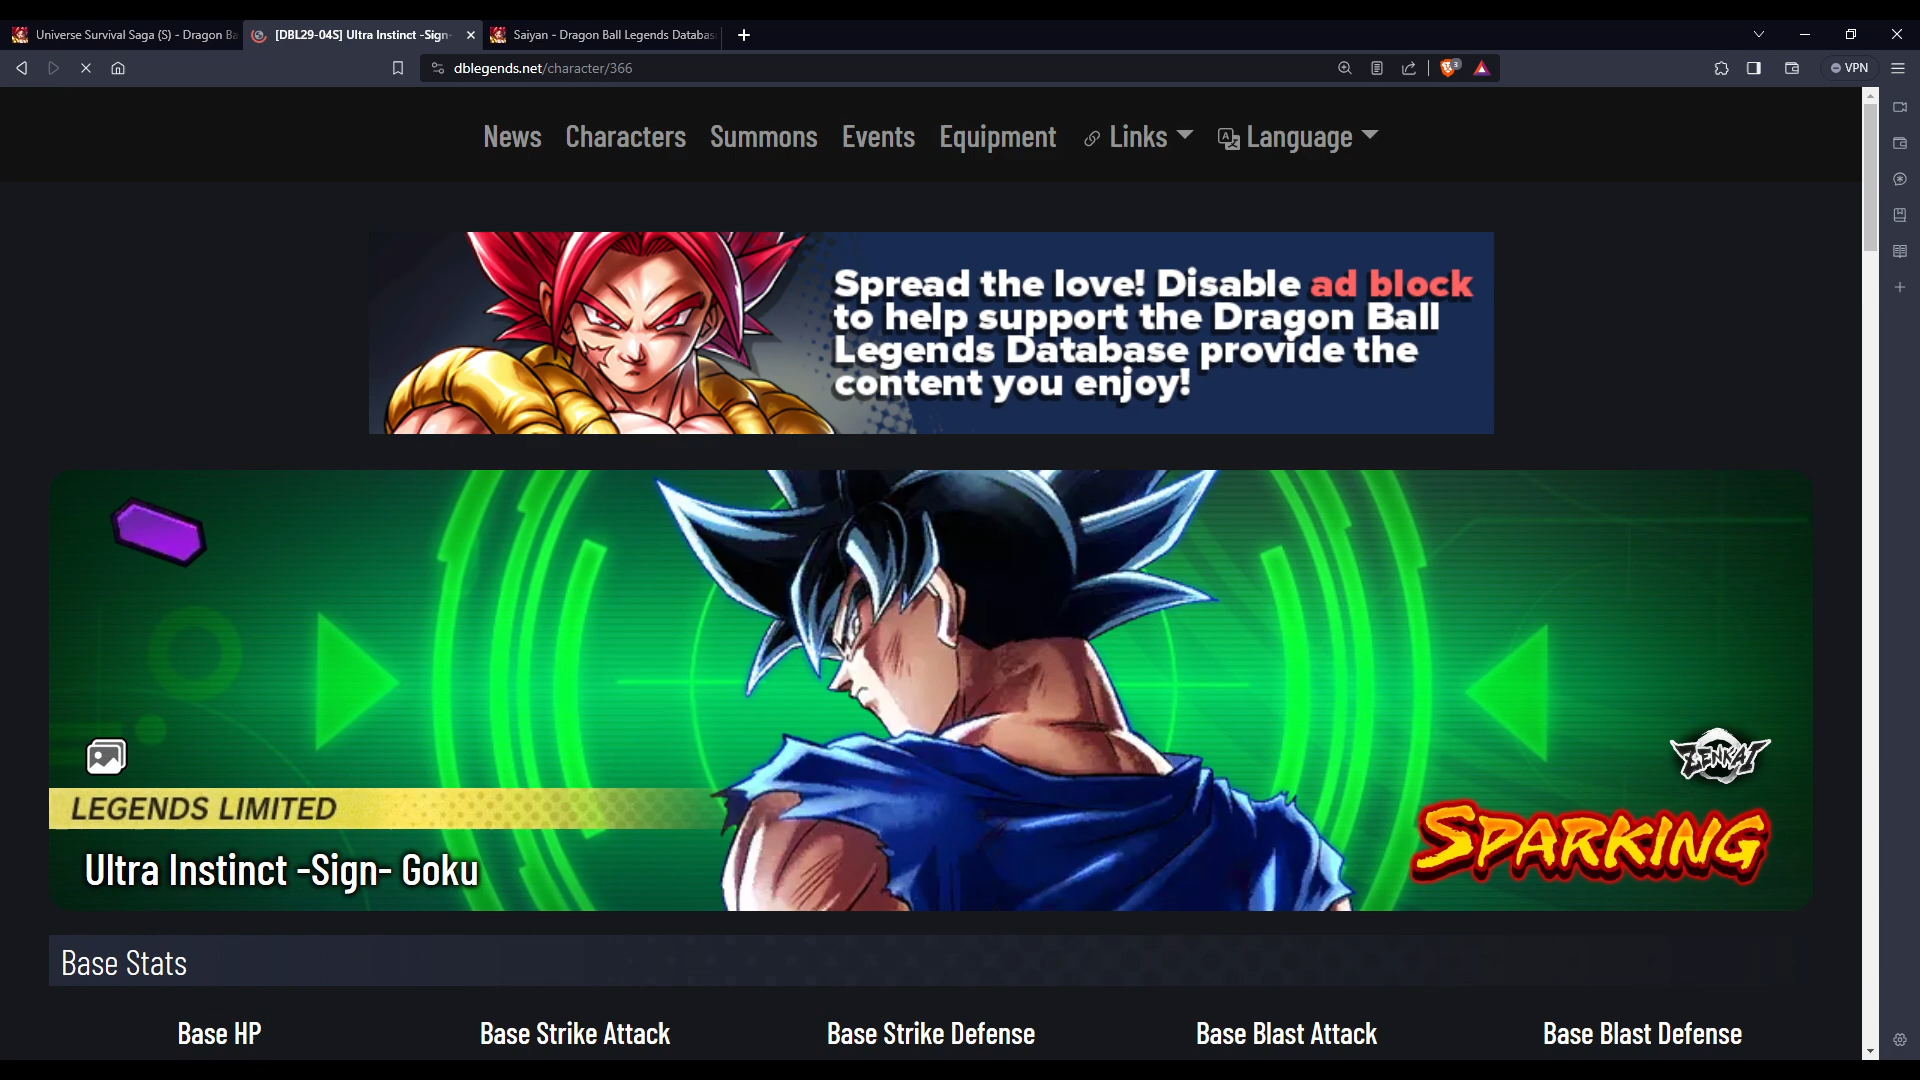 Universe Survival Saga (S) - Dragon Ba
[DBL29-04S] Ultra Instinct -Sign-
Saiyan - Dragon Ball Legends Databas
dblegends.net/character/366
3
VPN
News
Characters
Summons
Events
Equipment
Links
Language
Spread the love! Disable ad block
to help support the Dragon Ball
Legends Database provide the
content you enjoy!
ZENKAI
LEGENDS LIMITED
SPARKING
Ultra Instinct -Sign- Goku
Base Stats
Base HP
Base Strike Attack
Base Strike Defense
Base Blast Attack
Base Blast Defense